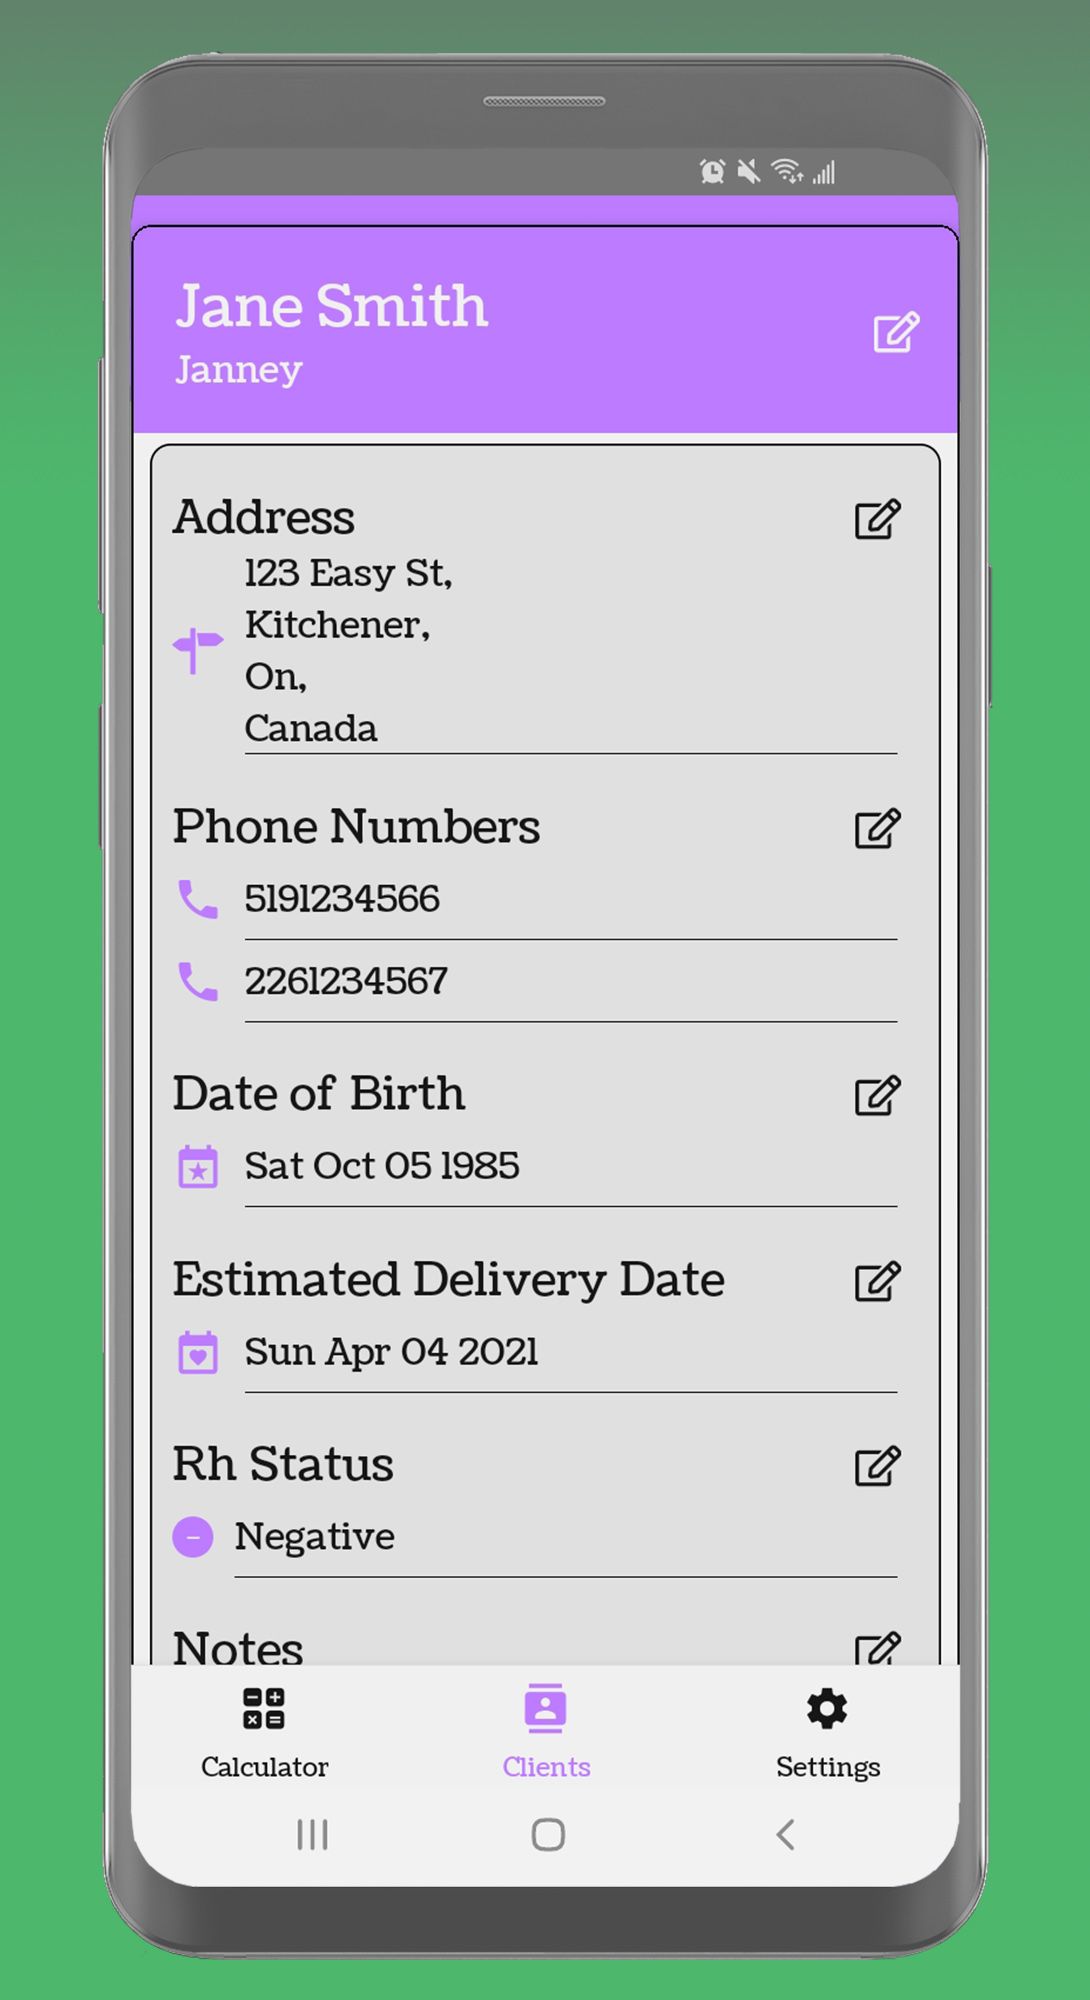 Jane Smith
Janney
Address
123 Easy St,
Kitchener,
On,
Canada
Phone Numbers
5191234566
2261234567
Date of Birth
Sat Oct 05 1985
Estimated Delivery Date
Sun Apr 04 2021
Rh Status
Negative
Notes
Calculator
Clients
Settings